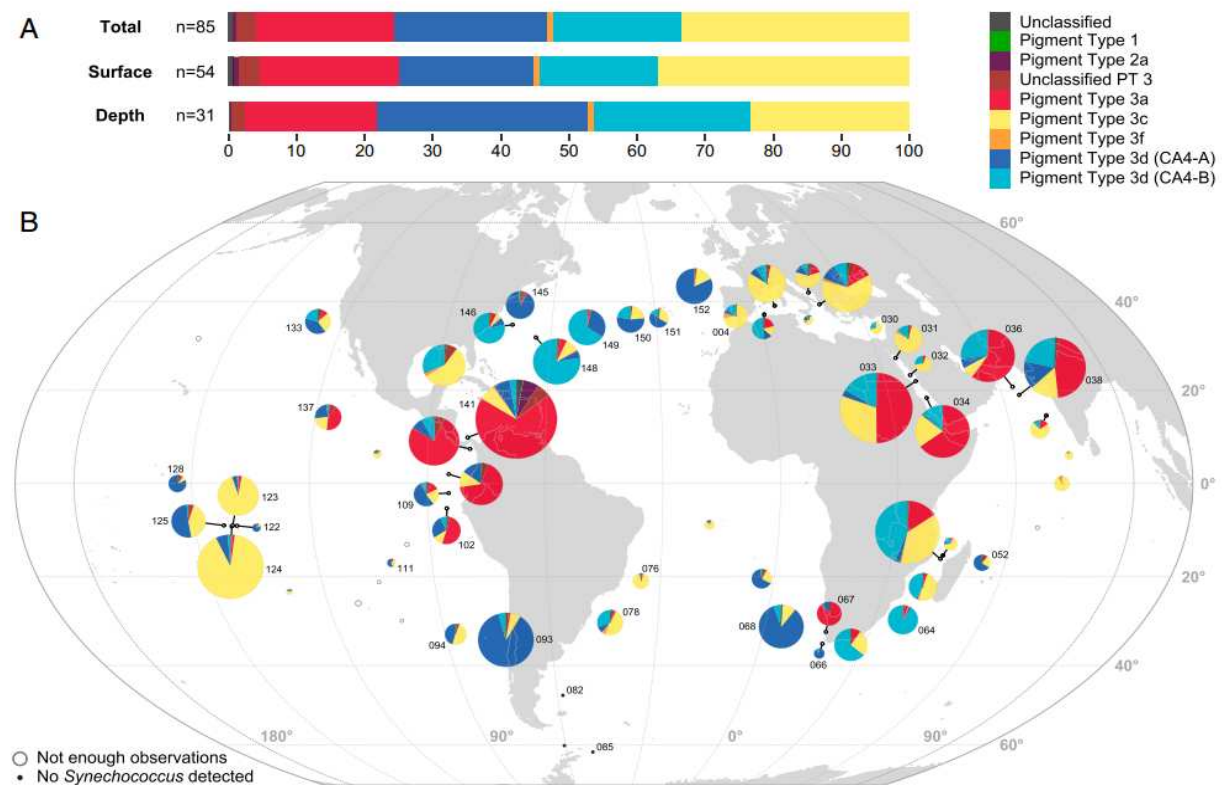 A
Total n=85
Surface n=54
Depth n=31
0 10 20 30 40 50 60 70 80 90 100
Unclassified
Pigment Type 1
Pigment Type 2a
Unclassified PT 3
Pigment Type 3a
Pigment Type 3c
Pigment Type 3f
Pigment Type 3d (CA4-A)
Pigment Type 3d (CA4-B)
B
60°
145
152
40°
133
146
150
151
149
004
030
031
036
148
032
038
033
20°
141
034
137
128
123
0°
125
122
109
102
124
052
111
076
20°
078
067
064
094
093
068
066
40°
082
180°
90°
0°
90°
085
60°
Not enough observations
No Synechococcus detected